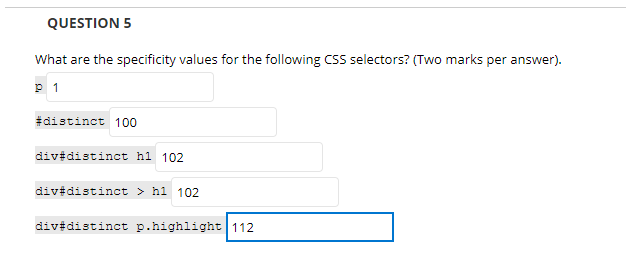 QUESTION 5
What are the specificity values for the following CSS selectors? (Two marks per answer).
p 1
#distinct 100
div#distinct h1 102
div#distinct > h1 102
div#distinct p.highlight 112